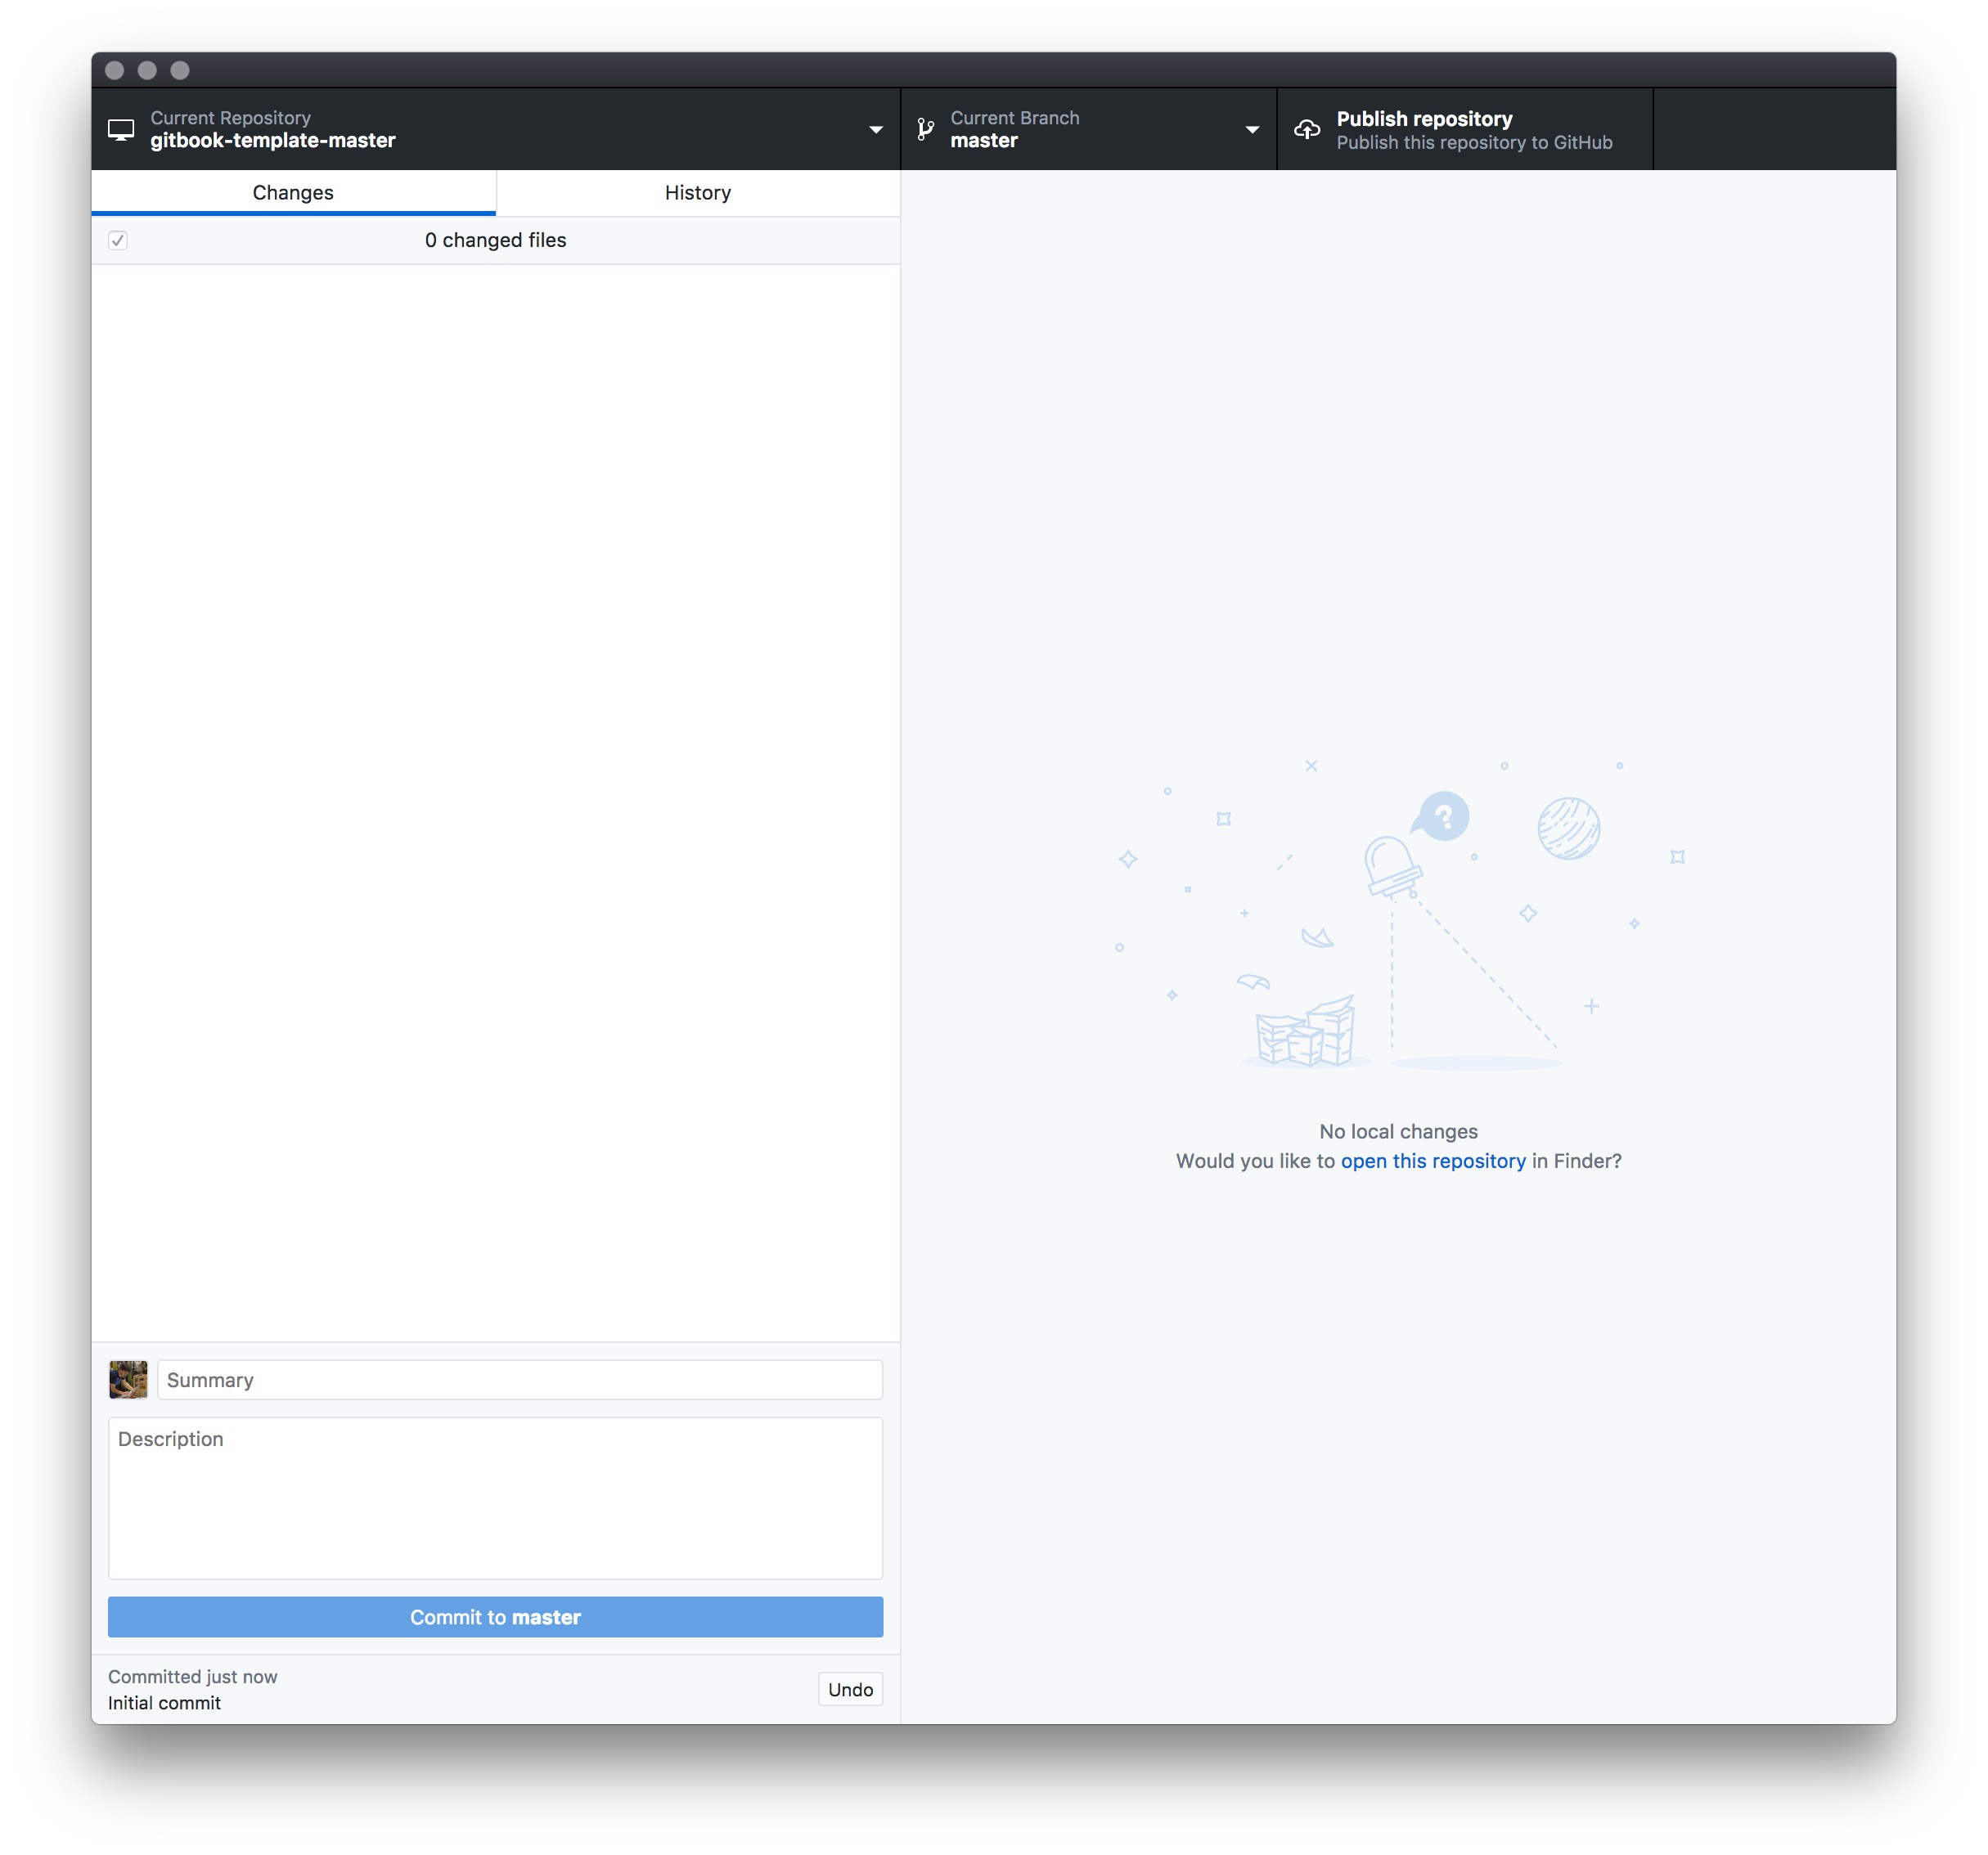 Current Repository
gitbook-template-master
Current Branch
master
Publish repository
Publish this repository to GitHub
Changes
History
0 changed files
?
No local changes
Would you like to open this repository in Finder?
Summary
Description
Commit to master
Committed just now
Initial commit
Undo